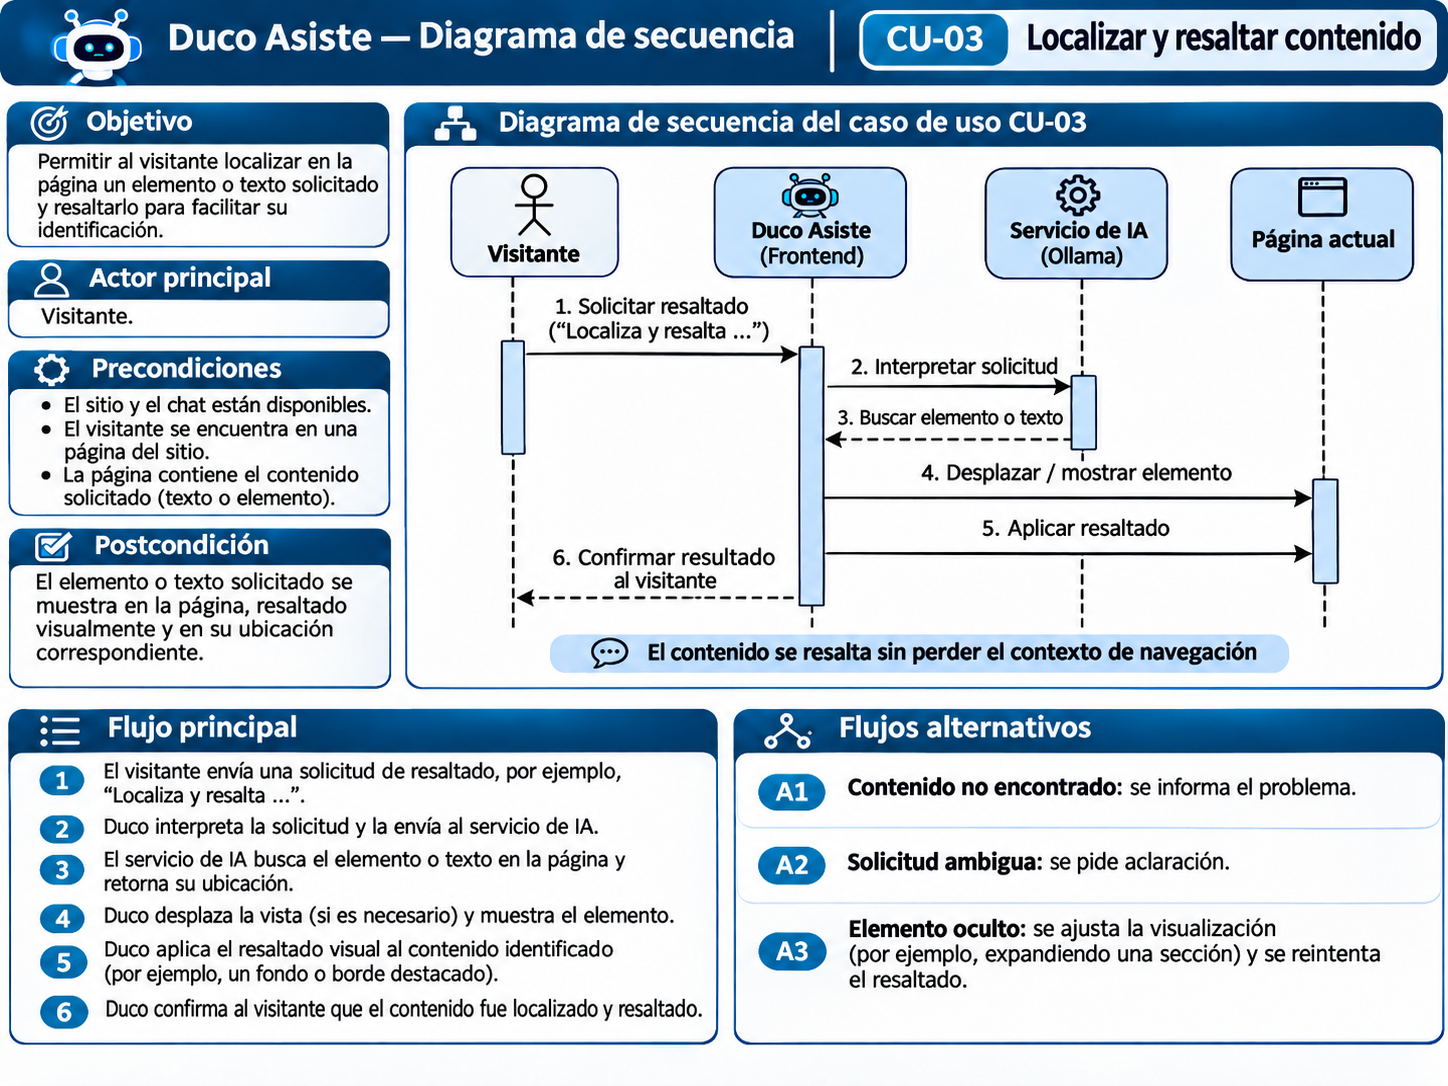 Duco Asiste — Diagrama de secuencia
CU-03
Localizar y resaltar contenido
Objetivo
Permitir al visitante localizar en la
página un elemento o texto solicitado
y resaltarlo para facilitar su
identificación.
Actor principal
Visitante.
Precondiciones
• El sitio y el chat están disponibles.
• El visitante se encuentra en una
página del sitio.
• La página contiene el contenido
solicitado (texto o elemento).
Postcondición
El elemento o texto solicitado se
muestra en la página, resaltado
visualmente y en su ubicación
correspondiente.
Diagrama de secuencia del caso de uso CU-03
Visitante
Duco Asiste
(Frontend)
Servicio de IA
(Ollama)
Página actual
1. Solicitar resaltado
(“Localiza y resalta ...”)
2. Interpretar solicitud
3. Buscar elemento o texto
4. Desplazar / mostrar elemento
5. Aplicar resaltado
6. Confirmar resultado
al visitante
El contenido se resalta sin perder el contexto de navegación
Flujo principal
1 El visitante envía una solicitud de resaltado, por ejemplo,
“Localiza y resalta ...”.
2 Duco interpreta la solicitud y la envía al servicio de IA.
3 El servicio de IA busca el elemento o texto en la página y
retorna su ubicación.
4 Duco desplaza la vista (si es necesario) y muestra el elemento.
5 Duco aplica el resaltado visual al contenido identificado
(por ejemplo, un fondo o borde destacado).
6 Duco confirma al visitante que el contenido fue localizado y resaltado.
Flujos alternativos
A1 Contenido no encontrado: se informa el problema.
A2 Solicitud ambigua: se pide aclaración.
A3 Elemento oculto: se ajusta la visualización
(por ejemplo, expandiendo una sección) y se reintenta
el resaltado.